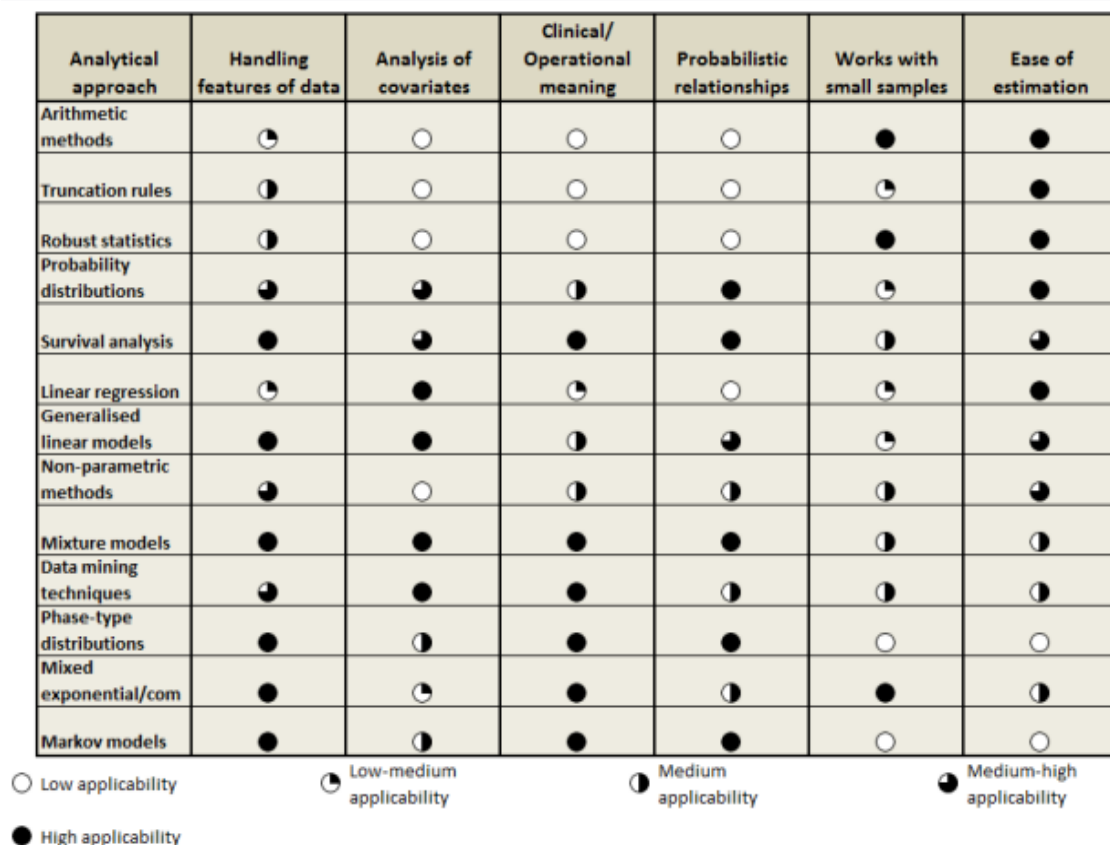 Analytical approach
Handling features of data
Analysis of covariates
Clinical/ Operational meaning
Probabilistic relationships
Works with small samples
Ease of estimation
Arithmetic
methods
Truncation rules
Robust statistics
Probability
distributions
Survival analysis
Linear regression
Generalised
linear models
Non-parametric
methods
Mixture models
Data mining
techniques
Phase-type
distributions
Mixed
exponential/com
Markov models
Low applicability
Low-medium applicability
Medium applicability
Medium-high applicability
High applicability